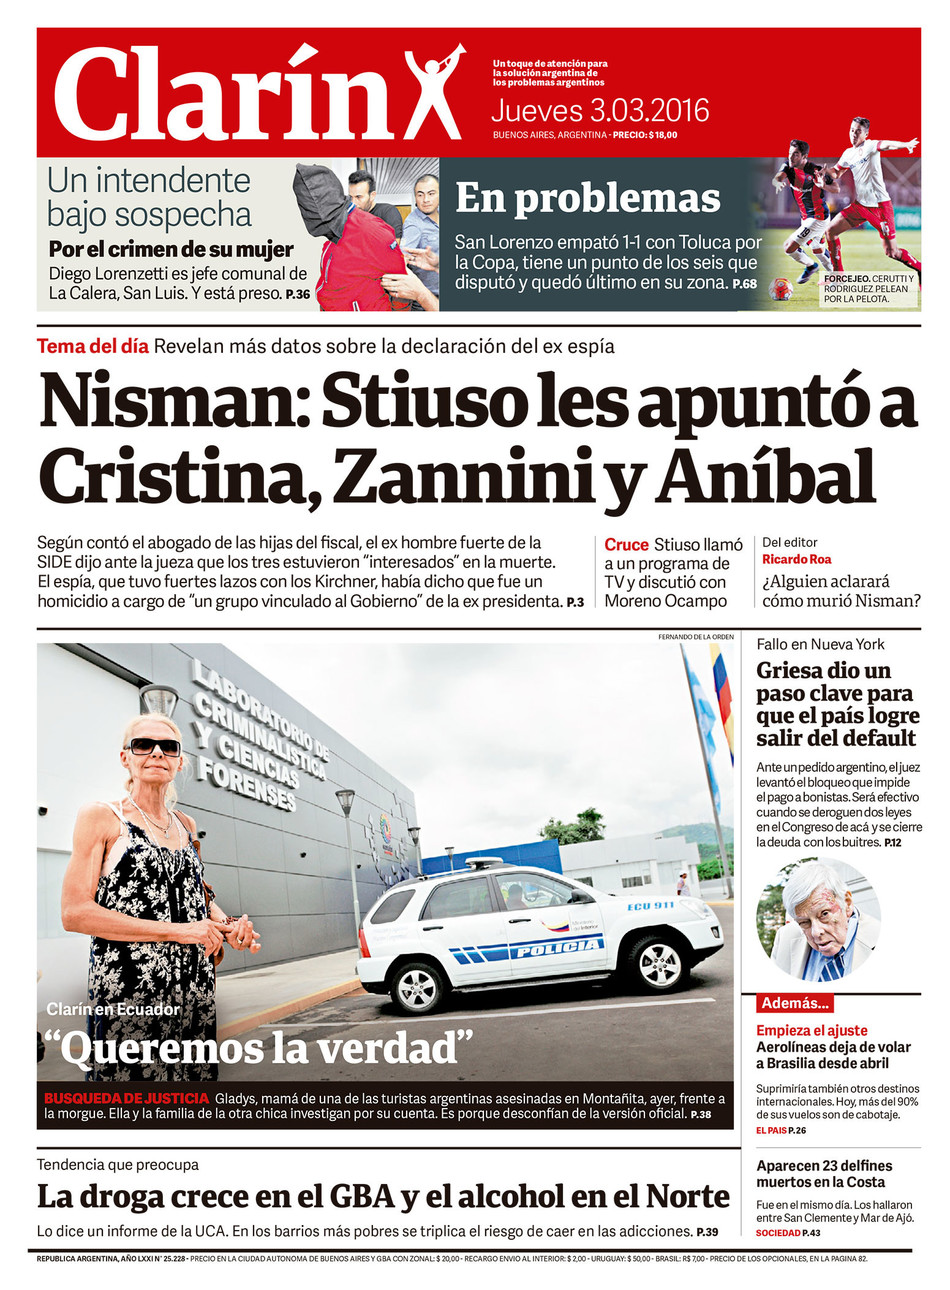 Clarín
Un toque de atención para
la solución argentina de
los problemas argentinos
Jueves 3.03.2016
BUENOS AIRES, ARGENTINA - PRECIO: $ 18,00
Un intendente
bajo sospecha
Por el crimen de su mujer
Diego Lorenzetti es jefe comunal de
La Calera, San Luis. Y está preso. P.36
En problemas
San Lorenzo empató 1-1 con Toluca por
la Copa, tiene un punto de los seis que
disputó y quedó último en su zona. P.68
FORCEJEO. CERUTTI Y
RODRIGUEZ PELEAN
POR LA PELOTA.
Tema del día Revelan más datos sobre la declaración del ex espía
Nisman: Stiuso les apuntó a
Cristina, Zannini y Aníbal
Según contó el abogado de las hijas del fiscal, el ex hombre fuerte de la
SIDE dijo ante la jueza que los tres estuvieron “interesados” en la muerte.
El espía, que tuvo fuertes lazos con los Kirchner, había dicho que fue un
homicidio a cargo de “un grupo vinculado al Gobierno” de la ex presidenta. P.3
Cruce Stiuso llamó
a un programa de
TV y discutió con
Moreno Ocampo
Del editor
Ricardo Roa
¿Alguien aclarará
cómo murió Nisman?
FERNANDO DE LA ORDEN
LABORATORIO DE
CRIMINALISTICA
Y CIENCIAS
FORENSES
ECU 911
Ministerio
del Interior
POLICIA
Clarín en Ecuador
“Queremos la verdad”
BUSQUEDA DE JUSTICIA Gladys, mamá de una de las turistas argentinas asesinadas en Montañita, ayer, frente a
la morgue. Ella y la familia de la otra chica investigan por su cuenta. Es porque desconfían de la versión oficial. P.38
Fallo en Nueva York
Griesa dio un
paso clave para
que el país logre
salir del default
Ante un pedido argentino, el juez
levantó el bloqueo que impide
el pago a bonistas. Será efectivo
cuando se deroguen dos leyes
en el Congreso de acá y se cierre
la deuda con los buitres. P.12
Además...
Empieza el ajuste
Aerolíneas deja de volar
a Brasilia desde abril
Suprimiría también otros destinos
internacionales. Hoy, más del 90%
de sus vuelos son de cabotaje.
EL PAIS P.26
Aparecen 23 delfines
muertos en la Costa
Fue en el mismo día. Los hallaron
entre San Clemente y Mar de Ajó.
SOCIEDAD P.43
Tendencia que preocupa
La droga crece en el GBA y el alcohol en el Norte
Lo dice un informe de la UCA. En los barrios más pobres se triplica el riesgo de caer en las adicciones. P.39
REPUBLICA ARGENTINA, AÑO LXXI N° 25.228 - PRECIO EN LA CIUDAD AUTONOMA DE BUENOS AIRES Y GBA CON ZONAL: $ 20,00 - RECARGO ENVIO AL INTERIOR: $ 2,00 - URUGUAY: $ 50,00 - BRASIL: R$ 7,00 - PRECIO DE LOS OPCIONALES, EN LA PAGINA 82.